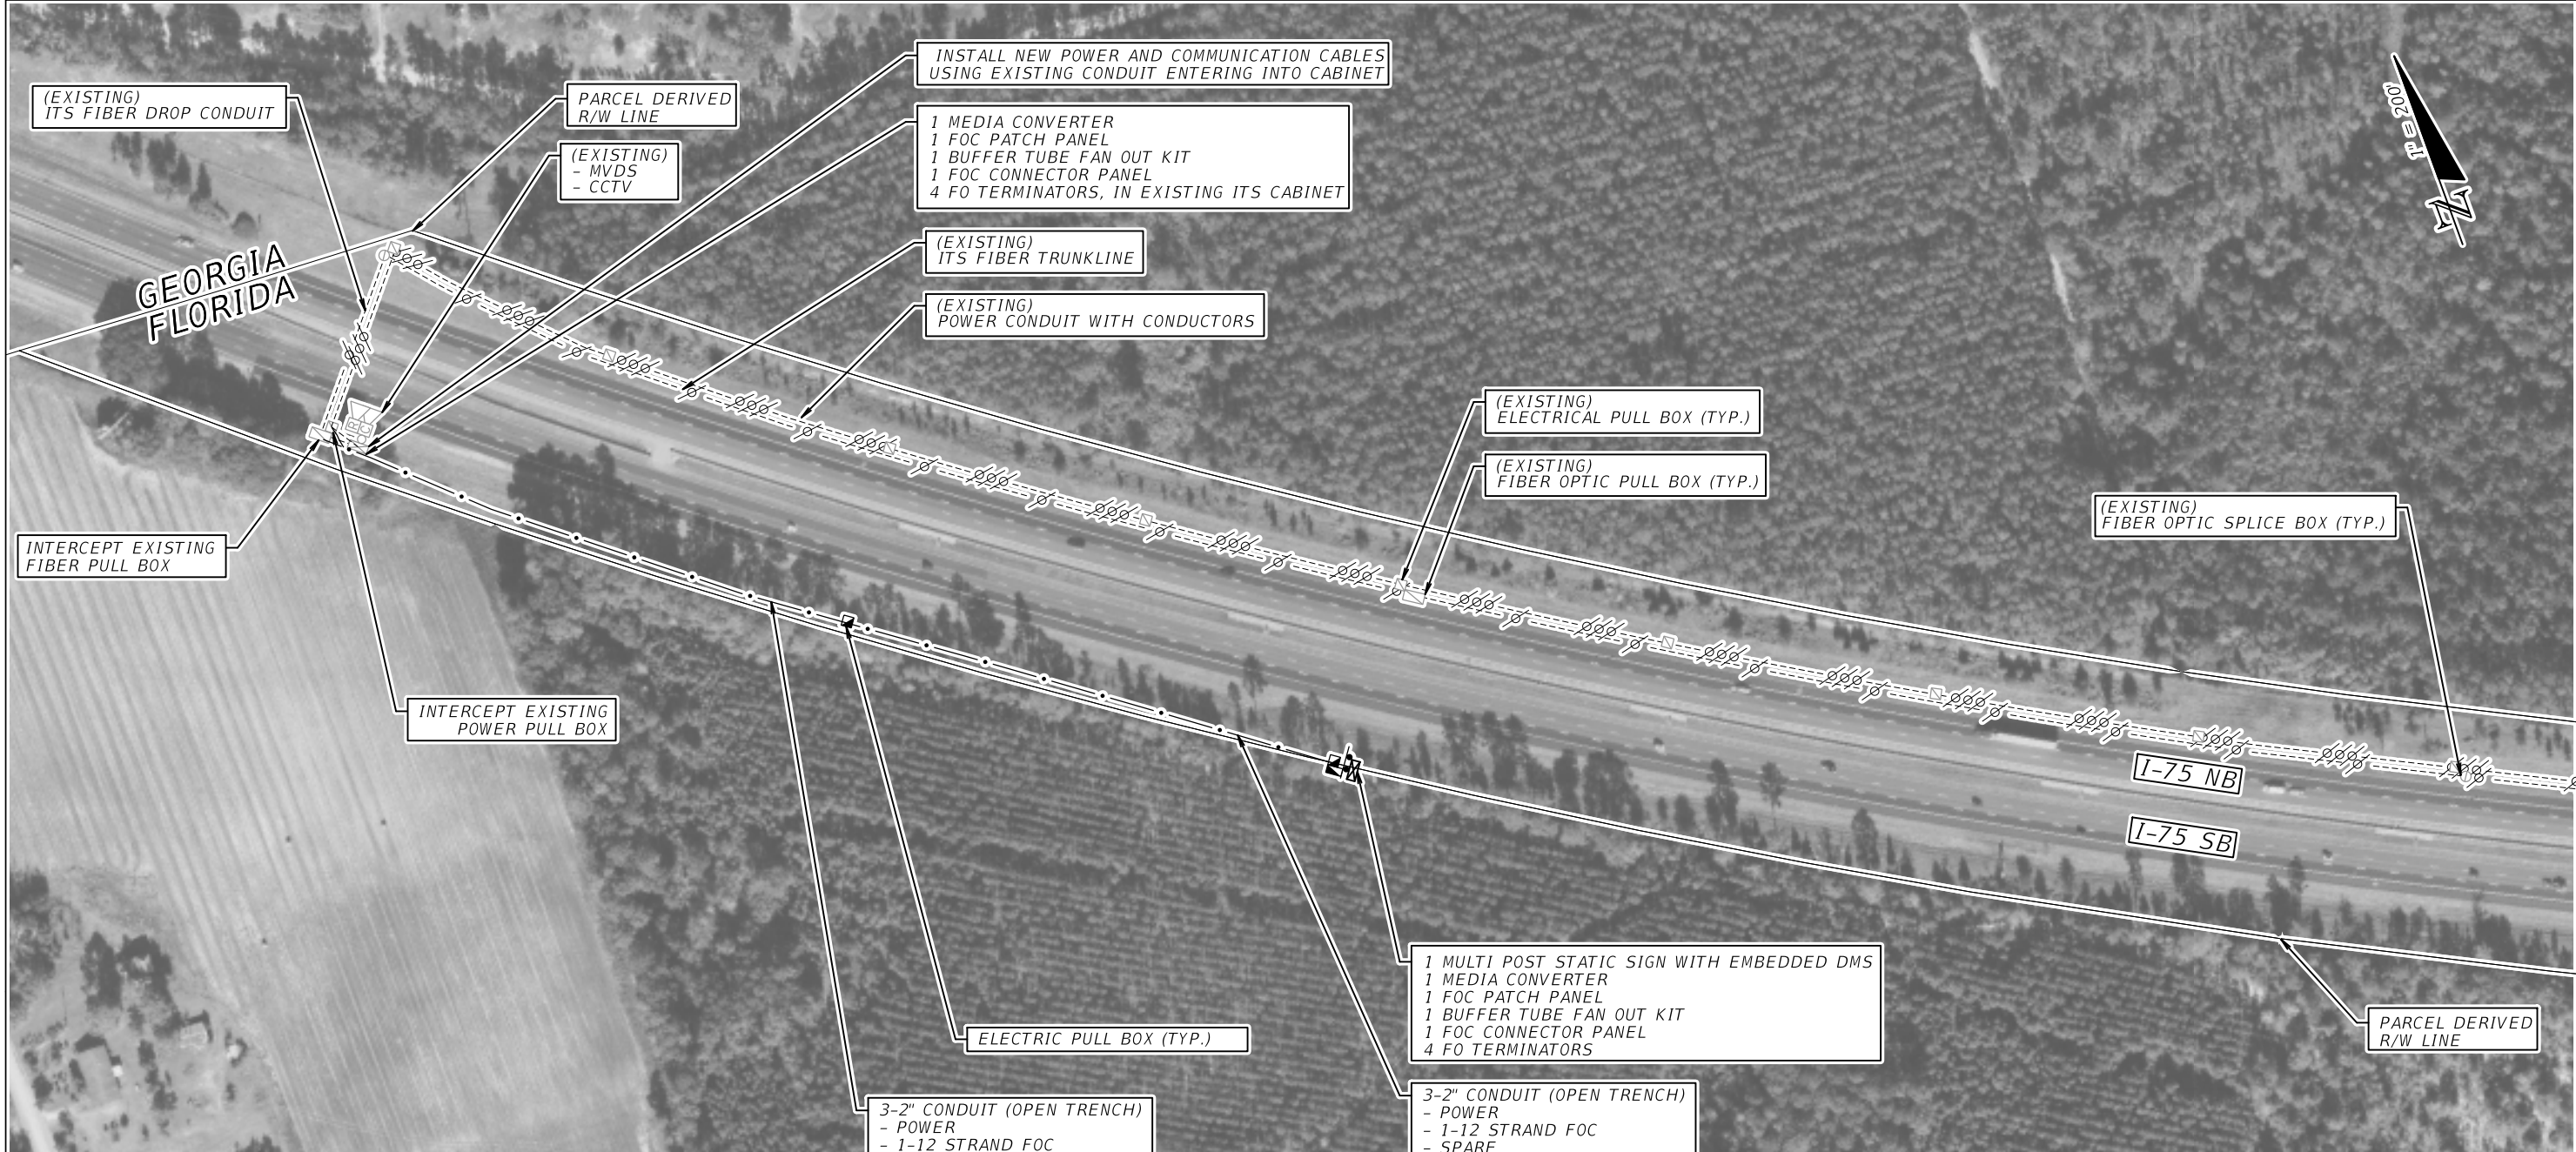 INSTALL NEW POWER AND COMMUNICATION CABLES
USING EXISTING CONDUIT ENTERING INTO CABINET
(EXISTING)
ITS FIBER DROP CONDUIT
PARCEL DERIVED
R/W LINE
(EXISTING)
- MVDS
- CCTV
1 MEDIA CONVERTER
1 FOC PATCH PANEL
1 BUFFER TUBE FAN OUT KIT
1 FOC CONNECTOR PANEL
4 FO TERMINATORS, IN EXISTING ITS CABINET
1" = 200'
N
(EXISTING)
ITS FIBER TRUNKLINE
(EXISTING)
POWER CONDUIT WITH CONDUCTORS
GEORGIA
FLORIDA
(EXISTING)
ELECTRICAL PULL BOX (TYP.)
(EXISTING)
FIBER OPTIC PULL BOX (TYP.)
(EXISTING)
FIBER OPTIC SPLICE BOX (TYP.)
INTERCEPT EXISTING
FIBER PULL BOX
INTERCEPT EXISTING
POWER PULL BOX
I-75 NB
I-75 SB
1 MULTI POST STATIC SIGN WITH EMBEDDED DMS
1 MEDIA CONVERTER
1 FOC PATCH PANEL
1 BUFFER TUBE FAN OUT KIT
1 FOC CONNECTOR PANEL
4 FO TERMINATORS
PARCEL DERIVED
R/W LINE
ELECTRIC PULL BOX (TYP.)
3-2" CONDUIT (OPEN TRENCH)
- POWER
- 1-12 STRAND FOC
3-2" CONDUIT (OPEN TRENCH)
- POWER
- 1-12 STRAND FOC
- SPARE